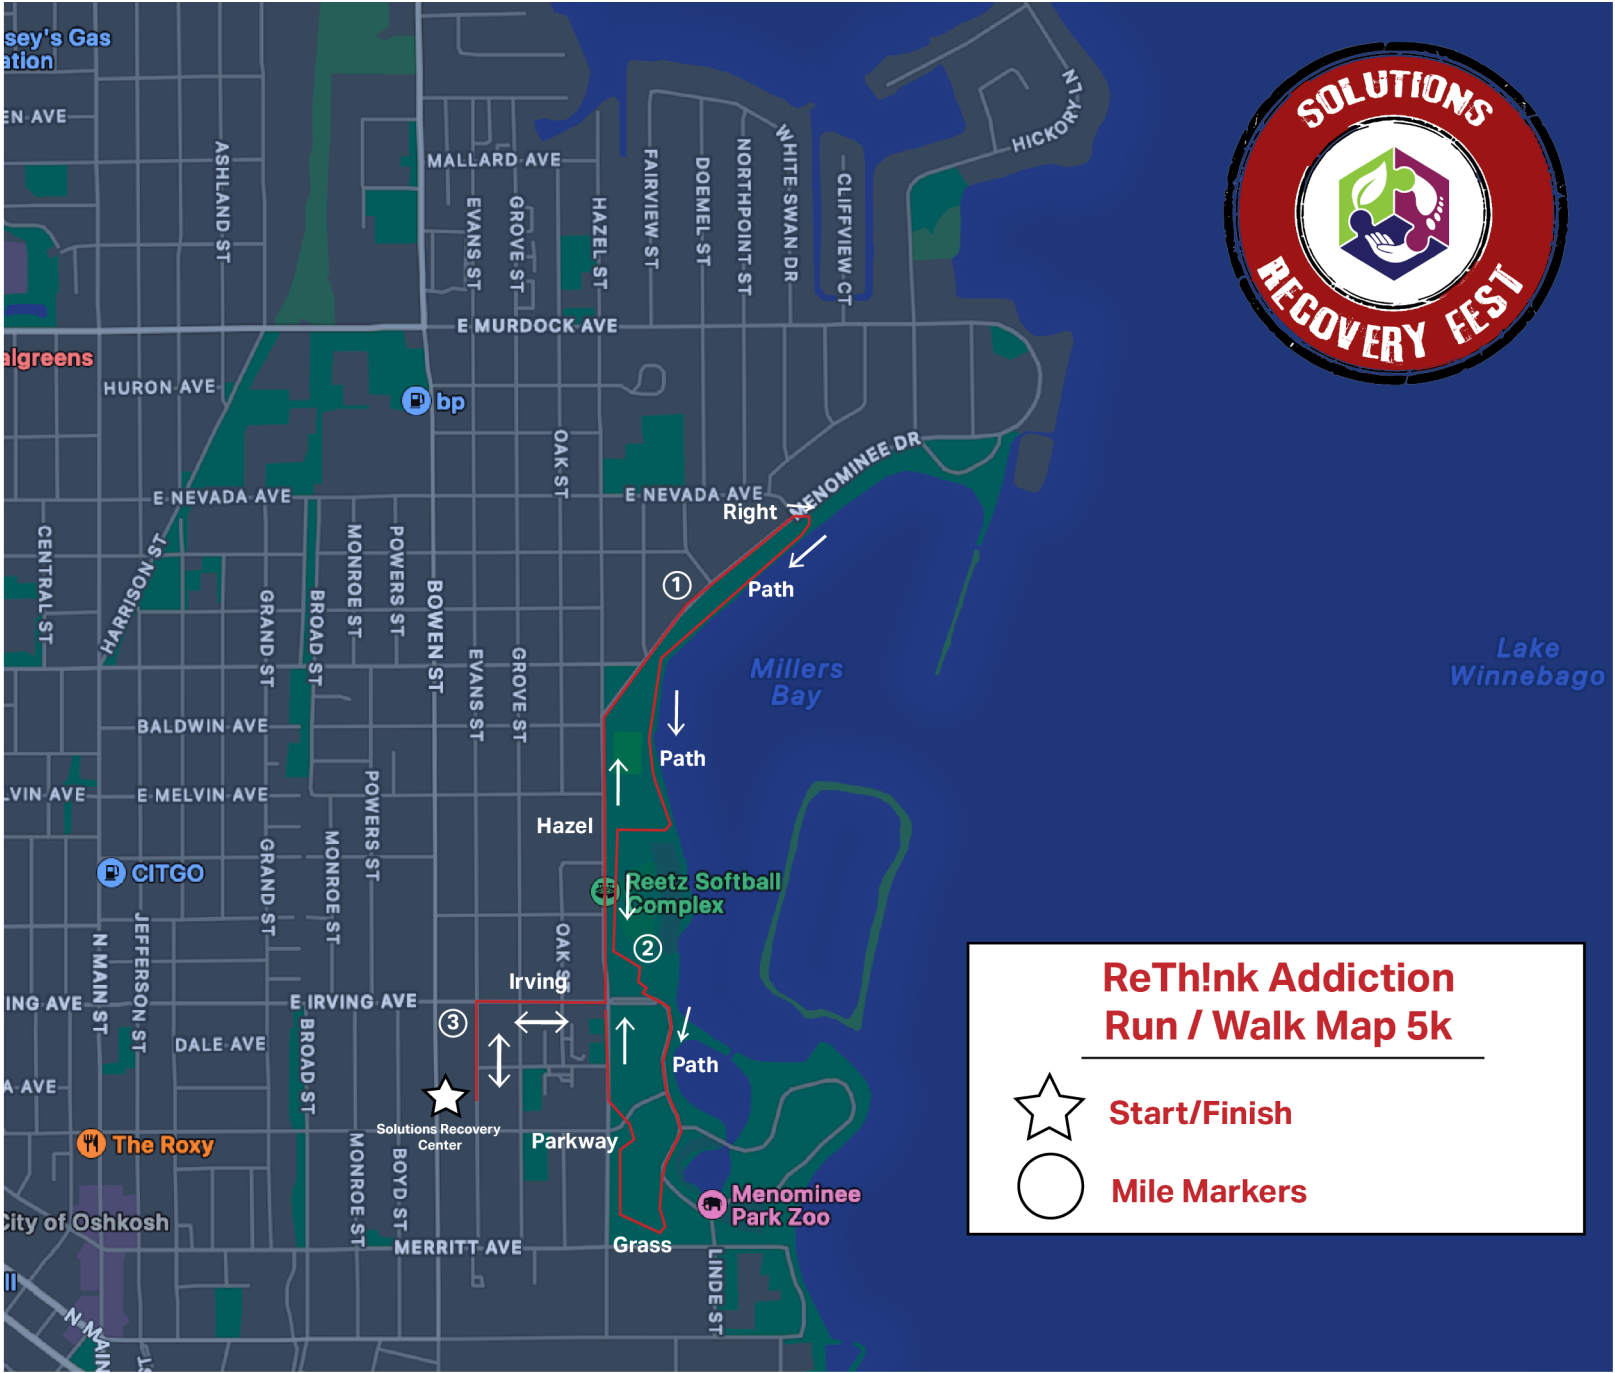 SOLUTIONS
RECOVERY FEST
sey's Gas
ation
EN AVE
ASHLAND ST
MALLARD AVE
EVANS ST
GROVE ST
HAZEL ST
FAIRVIEW ST
DOEMEL ST
NORTHPOINT ST
WHITE SWAN DR
CLIFFVIEW CT
HICKORY LN
E MURDOCK AVE
algreens
HURON AVE
bp
OAK ST
MENOMINEE DR
E NEVADA AVE
E NEVADA AVE
Right
CENTRAL ST
HARRISON ST
GRAND ST
BROAD ST
MONROE ST
POWERS ST
BOWEN ST
EVANS ST
GROVE ST
1
Path
Millers
Bay
Lake
Winnebago
BALDWIN AVE
Path
LVIN AVE
E MELVIN AVE
POWERS ST
Hazel
CITGO
GRAND ST
MONROE ST
Reetz Softball
Complex
N MAIN ST
JEFFERSON ST
OAK S
2
Irving
ING AVE
E IRVING AVE
3
BROAD ST
DALE AVE
Path
A AVE
Solutions Recovery
Center
Parkway
The Roxy
MONROE ST
BOYD ST
Menominee
Park Zoo
City of Oshkosh
MERRITT AVE
Grass
LINDE ST
ll
N MAIN
ST
ReTh!nk Addiction
Run / Walk Map 5k
Start/Finish
Mile Markers